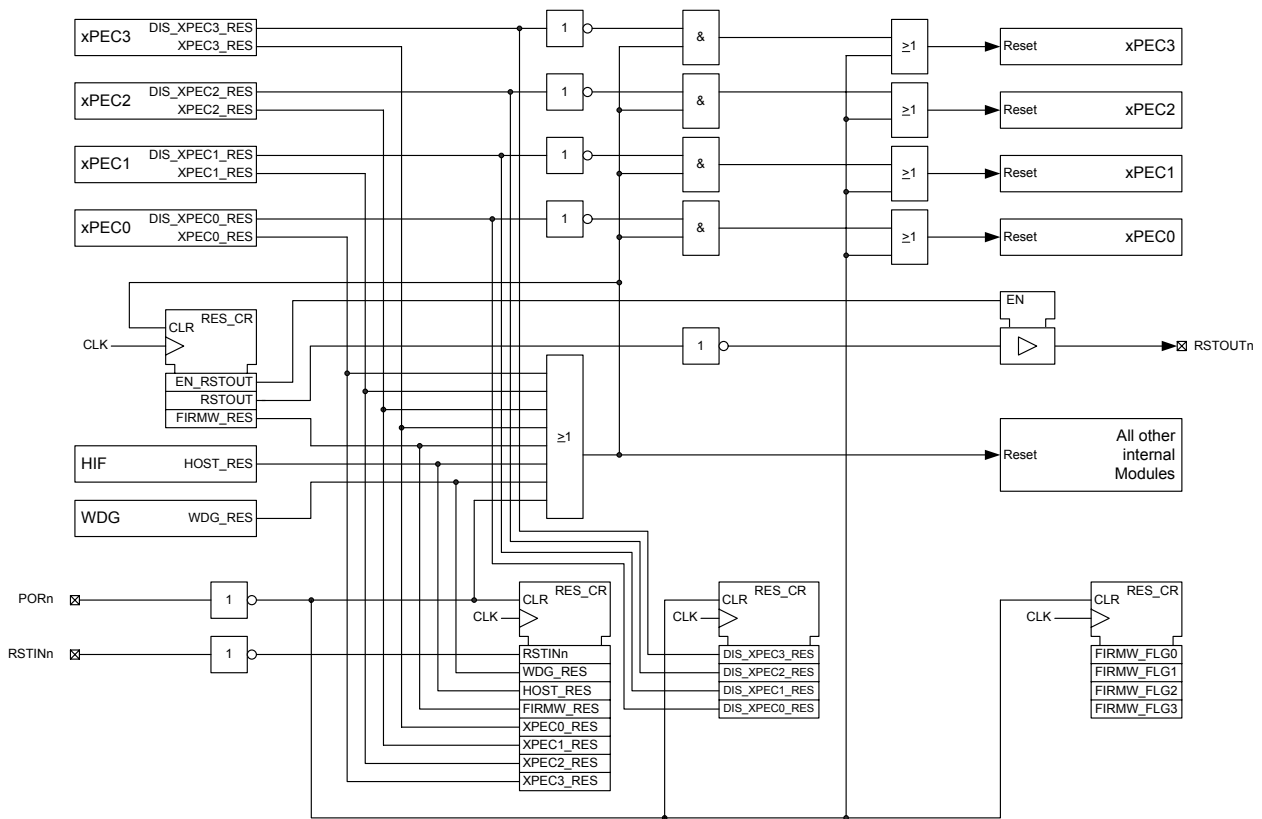 xPEC3 DIS_XPEC3_RES
XPEC3_RES
1
&
≥1
Reset xPEC3
xPEC2 DIS_XPEC2_RES
XPEC2_RES
1
&
≥1
Reset xPEC2
xPEC1 DIS_XPEC1_RES
XPEC1_RES
1
&
≥1
Reset xPEC1
xPEC0 DIS_XPEC0_RES
XPEC0_RES
1
&
≥1
Reset xPEC0
RES_CR
CLR
CLK
EN_RSTOUT
RSTOUT
FIRMW_RES
1
EN
RSTOUTn
≥1
HIF HOST_RES
WDG WDG_RES
Reset
All other
internal
Modules
PORn
1
RSTINn
1
RES_CR
CLR
CLK
RSTINn
WDG_RES
HOST_RES
FIRMW_RES
XPEC0_RES
XPEC1_RES
XPEC2_RES
XPEC3_RES
RES_CR
CLR
CLK
DIS_XPEC3_RES
DIS_XPEC2_RES
DIS_XPEC1_RES
DIS_XPEC0_RES
RES_CR
CLR
CLK
FIRMW_FLG0
FIRMW_FLG1
FIRMW_FLG2
FIRMW_FLG3